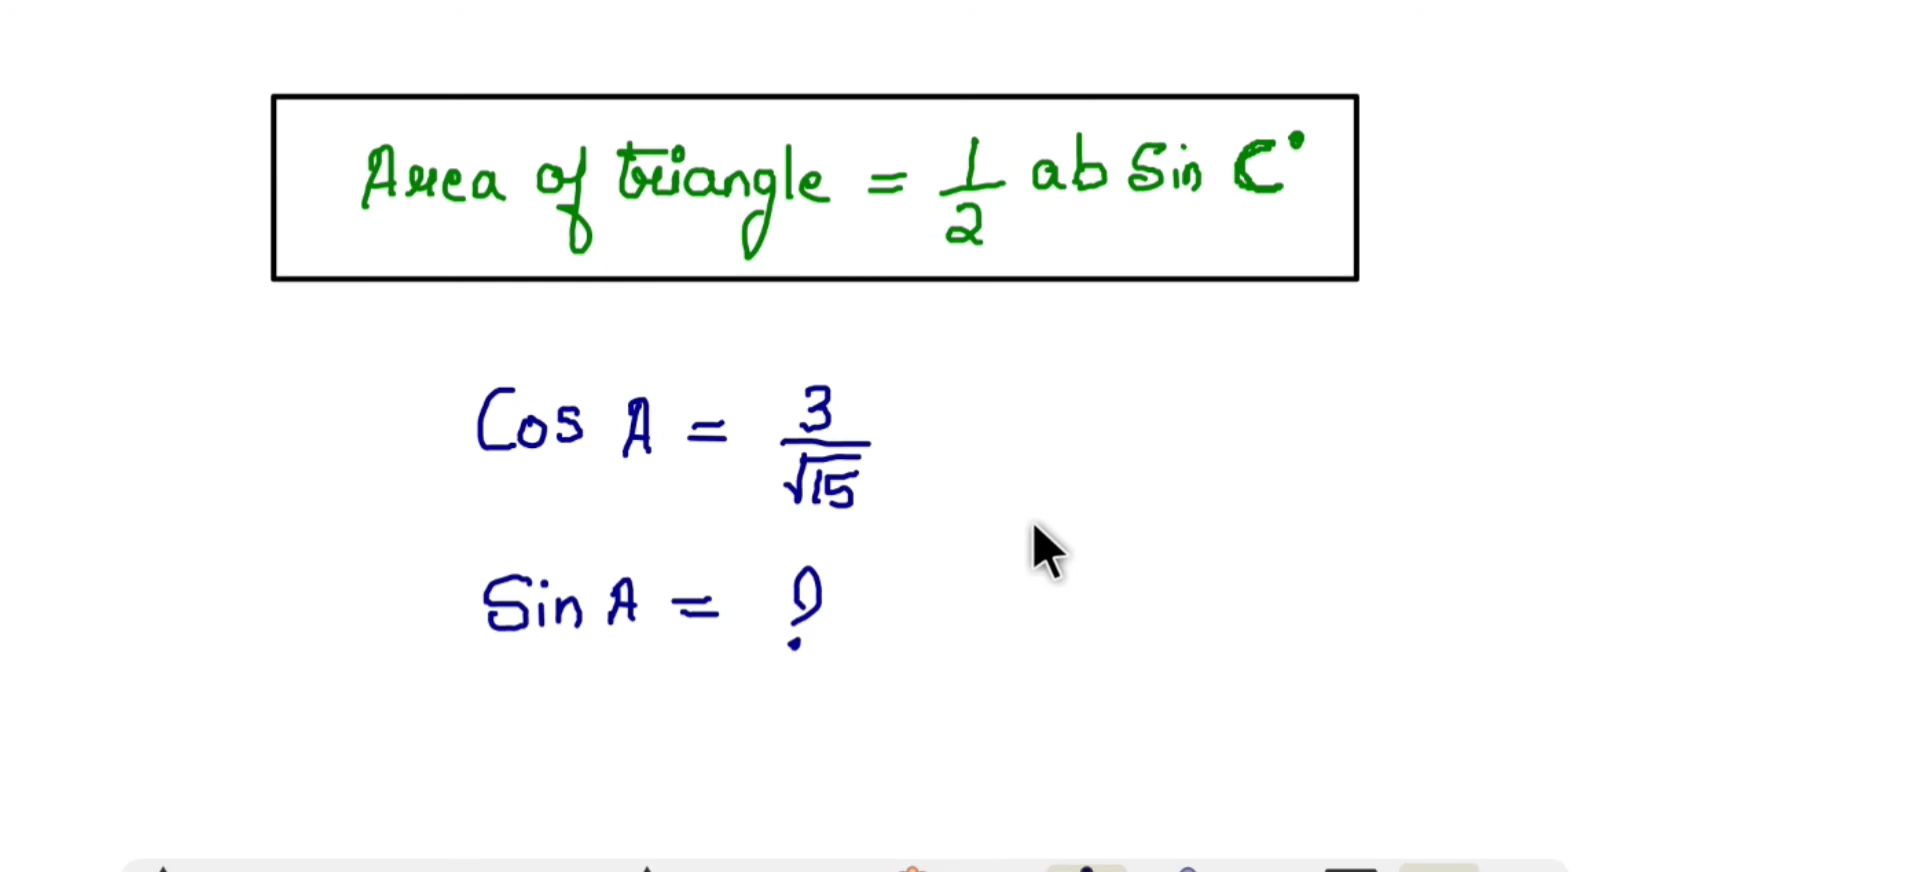 Area of triangle = 1/2 ab Sin C°
Cos A = 3/√15
Sin A = ?